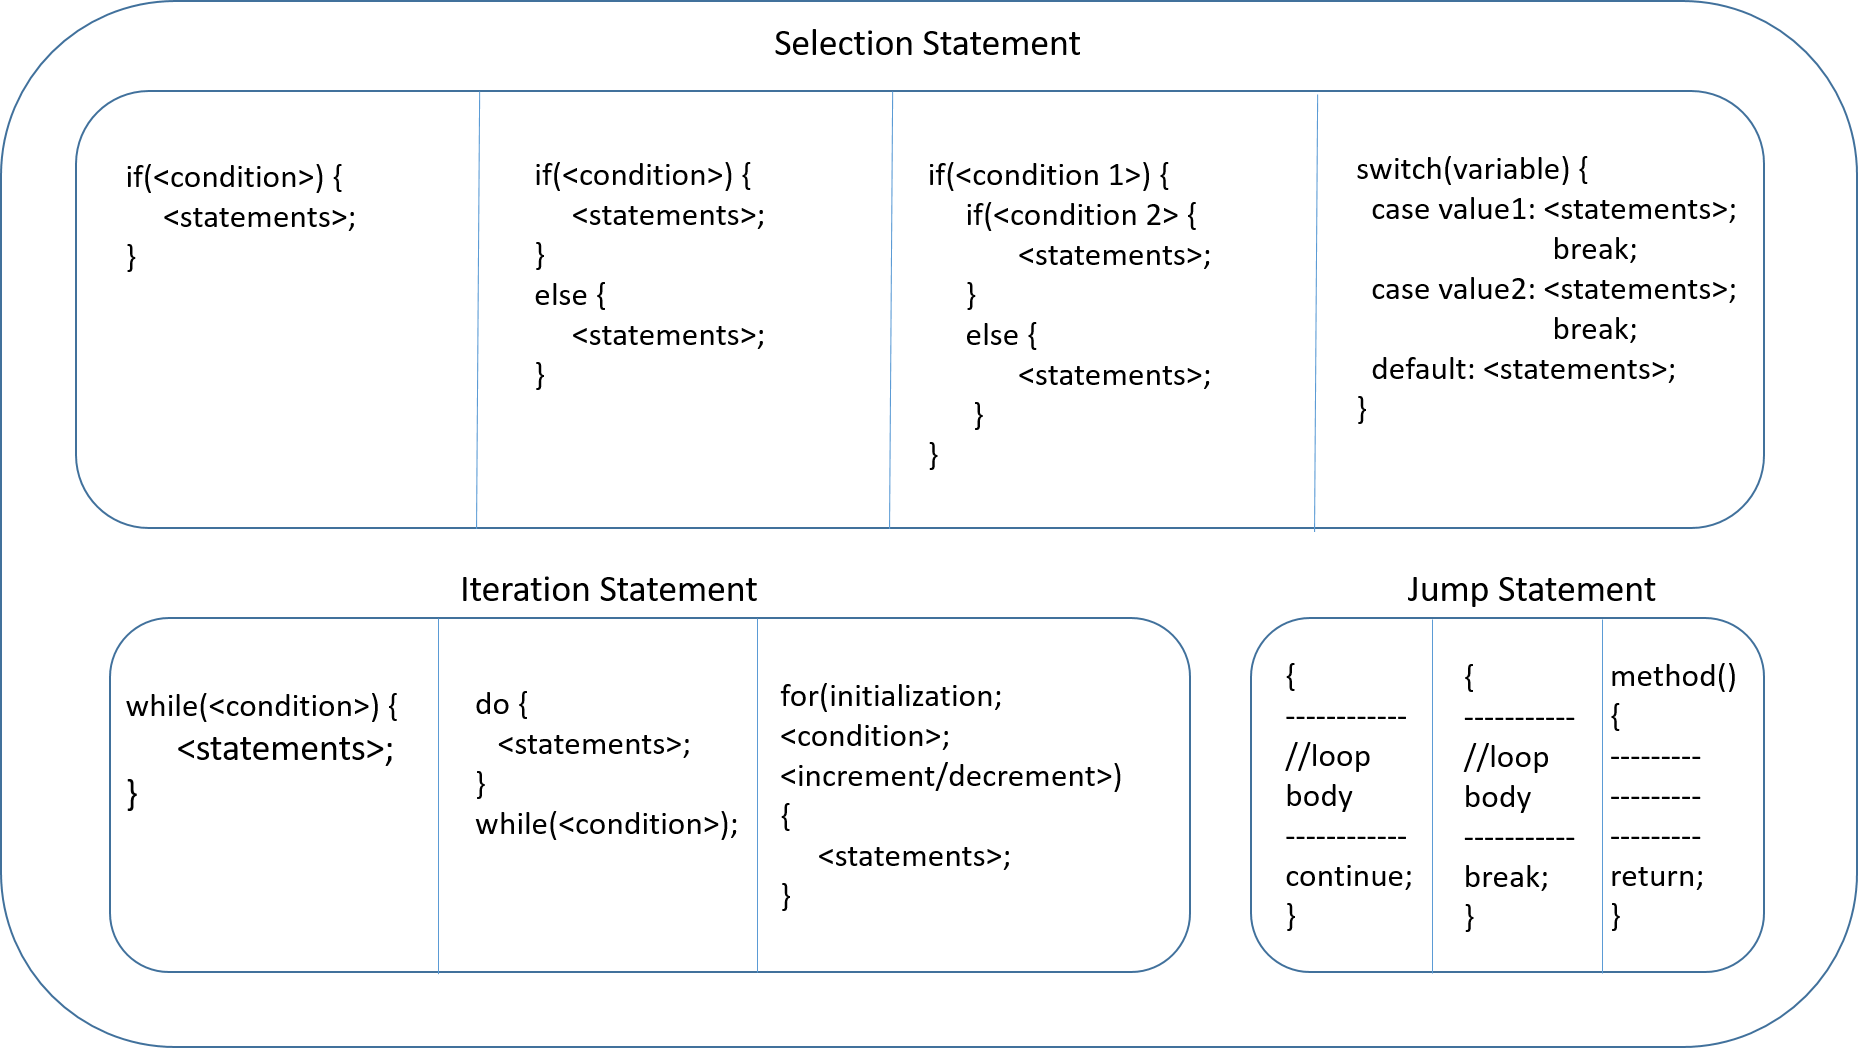 Selection Statement
if(<condition>) {
<statements>;
}
if(<condition>) {
<statements>;
}
else {
<statements>;
}
if(<condition 1>) {
if(<condition 2> {
<statements>;
}
else {
<statements>;
}
}
switch(variable) {
case value1: <statements>;
break;
case value2: <statements>;
break;
default: <statements>;
}
Iteration Statement
while(<condition>) {
<statements>;
}
do {
<statements>;
}
while(<condition>);
for(initialization;
<condition>;
<increment/decrement>)
{
<statements>;
}
Jump Statement
{
------------
//loop
body
------------
continue;
}
{
-----------
//loop
body
-----------
break;
}
method()
{
---------
---------
---------
return;
}